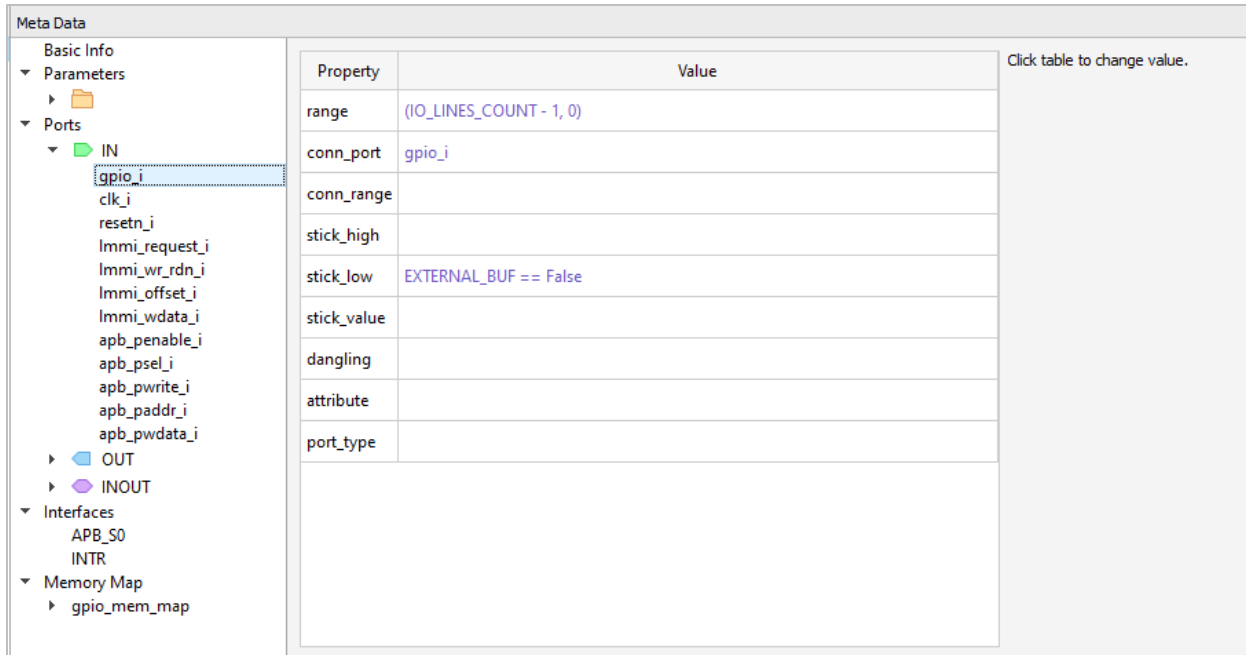 Meta Data
Basic Info
Parameters
Ports
IN
gpio_i
clk_i
resetn_i
lmmi_request_i
lmmi_wr_rdn_i
lmmi_offset_i
lmmi_wdata_i
apb_penable_i
apb_psel_i
apb_pwrite_i
apb_paddr_i
apb_pwdata_i
OUT
INOUT
Interfaces
APB_S0
INTR
Memory Map
gpio_mem_map
Property Value
range (IO_LINES_COUNT - 1, 0)
conn_port gpio_i
conn_range
stick_high
stick_low EXTERNAL_BUF == False
stick_value
dangling
attribute
port_type
Click table to change value.